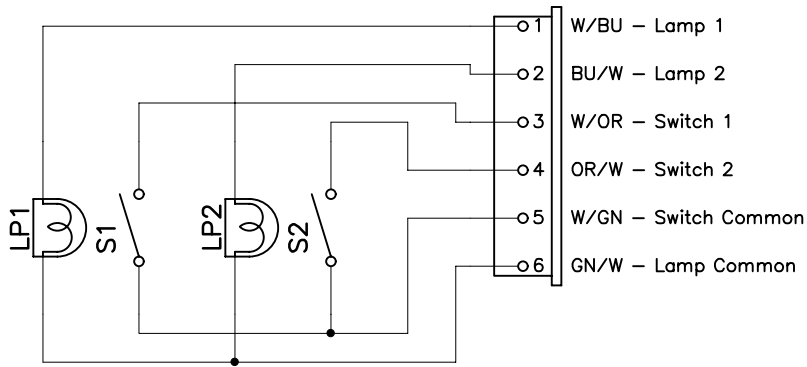 1 W/BU – Lamp 1
2 BU/W – Lamp 2
3 W/OR – Switch 1
4 OR/W – Switch 2
5 W/GN – Switch Common
6 GN/W – Lamp Common
LP1
S1
LP2
S2